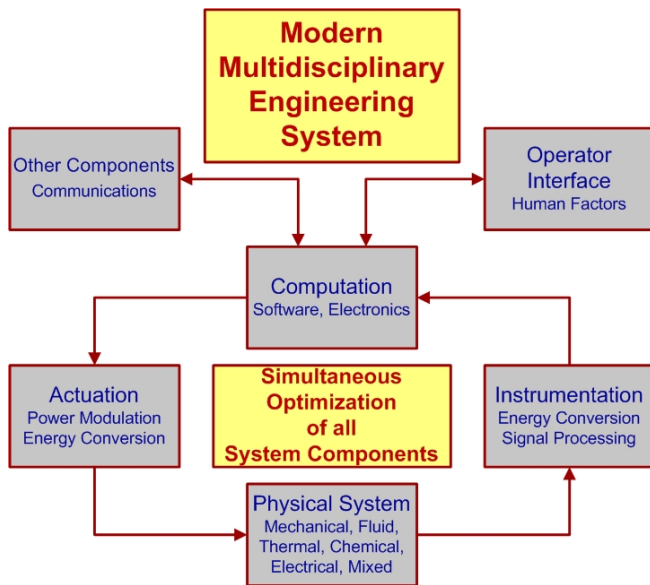 Modern
Multidisciplinary
Engineering
System
Other Components
Communications
Operator
Interface
Human Factors
Computation
Software, Electronics
Actuation
Power Modulation
Energy Conversion
Simultaneous
Optimization
of all
System Components
Instrumentation
Energy Conversion
Signal Processing
Physical System
Mechanical, Fluid,
Thermal, Chemical,
Electrical, Mixed